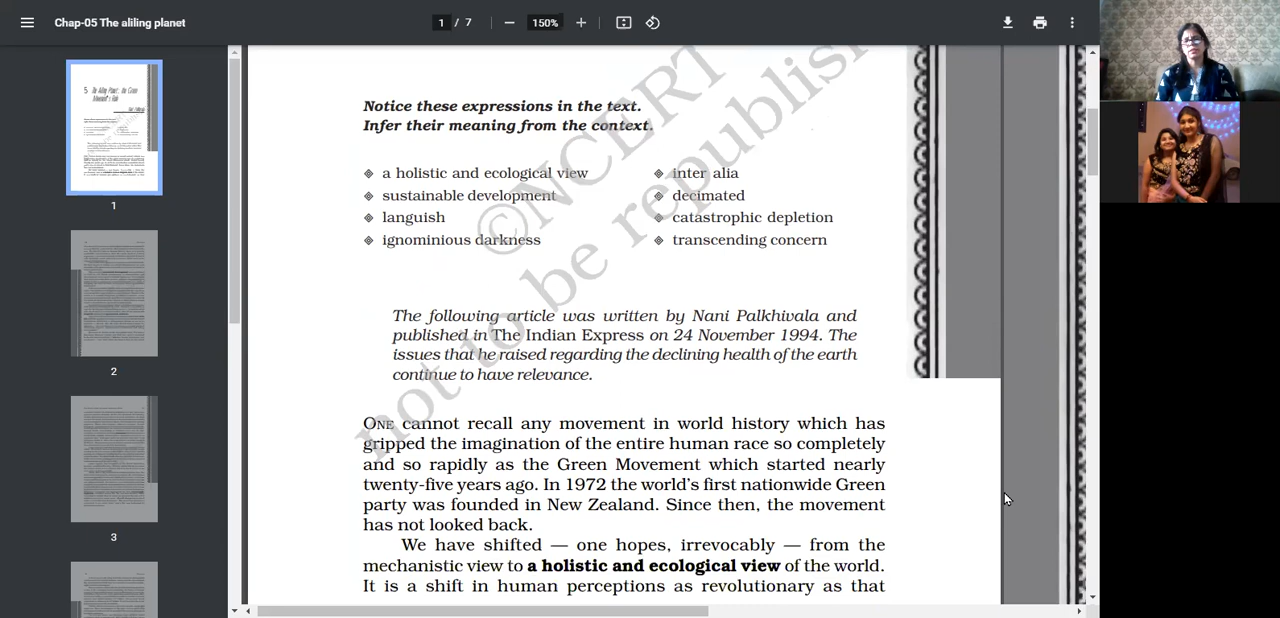 Chap-05 The aliling planet
1 / 7
150%
Notice these expressions in the text.
Infer their meaning from the context.
a holistic and ecological view
inter alia
sustainable development
decimated
languish
catastrophic depletion
ignominious darkness
transcending concern
©NCERT
not to be republish
The following article was written by Nani Palkhivala and
published in The Indian Express on 24 November 1994. The
issues that he raised regarding the declining health of the earth
continue to have relevance.
ONE cannot recall any movement in world history which has
gripped the imagination of the entire human race so completely
and so rapidly as the Green Movement which started nearly
twenty-five years ago. In 1972 the world's first nationwide Green
party was founded in New Zealand. Since then, the movement
has not looked back.
We have shifted — one hopes, irrevocably — from the
mechanistic view to a holistic and ecological view of the world.
It is a shift in human perceptions as revolutionary as that
1
2
3